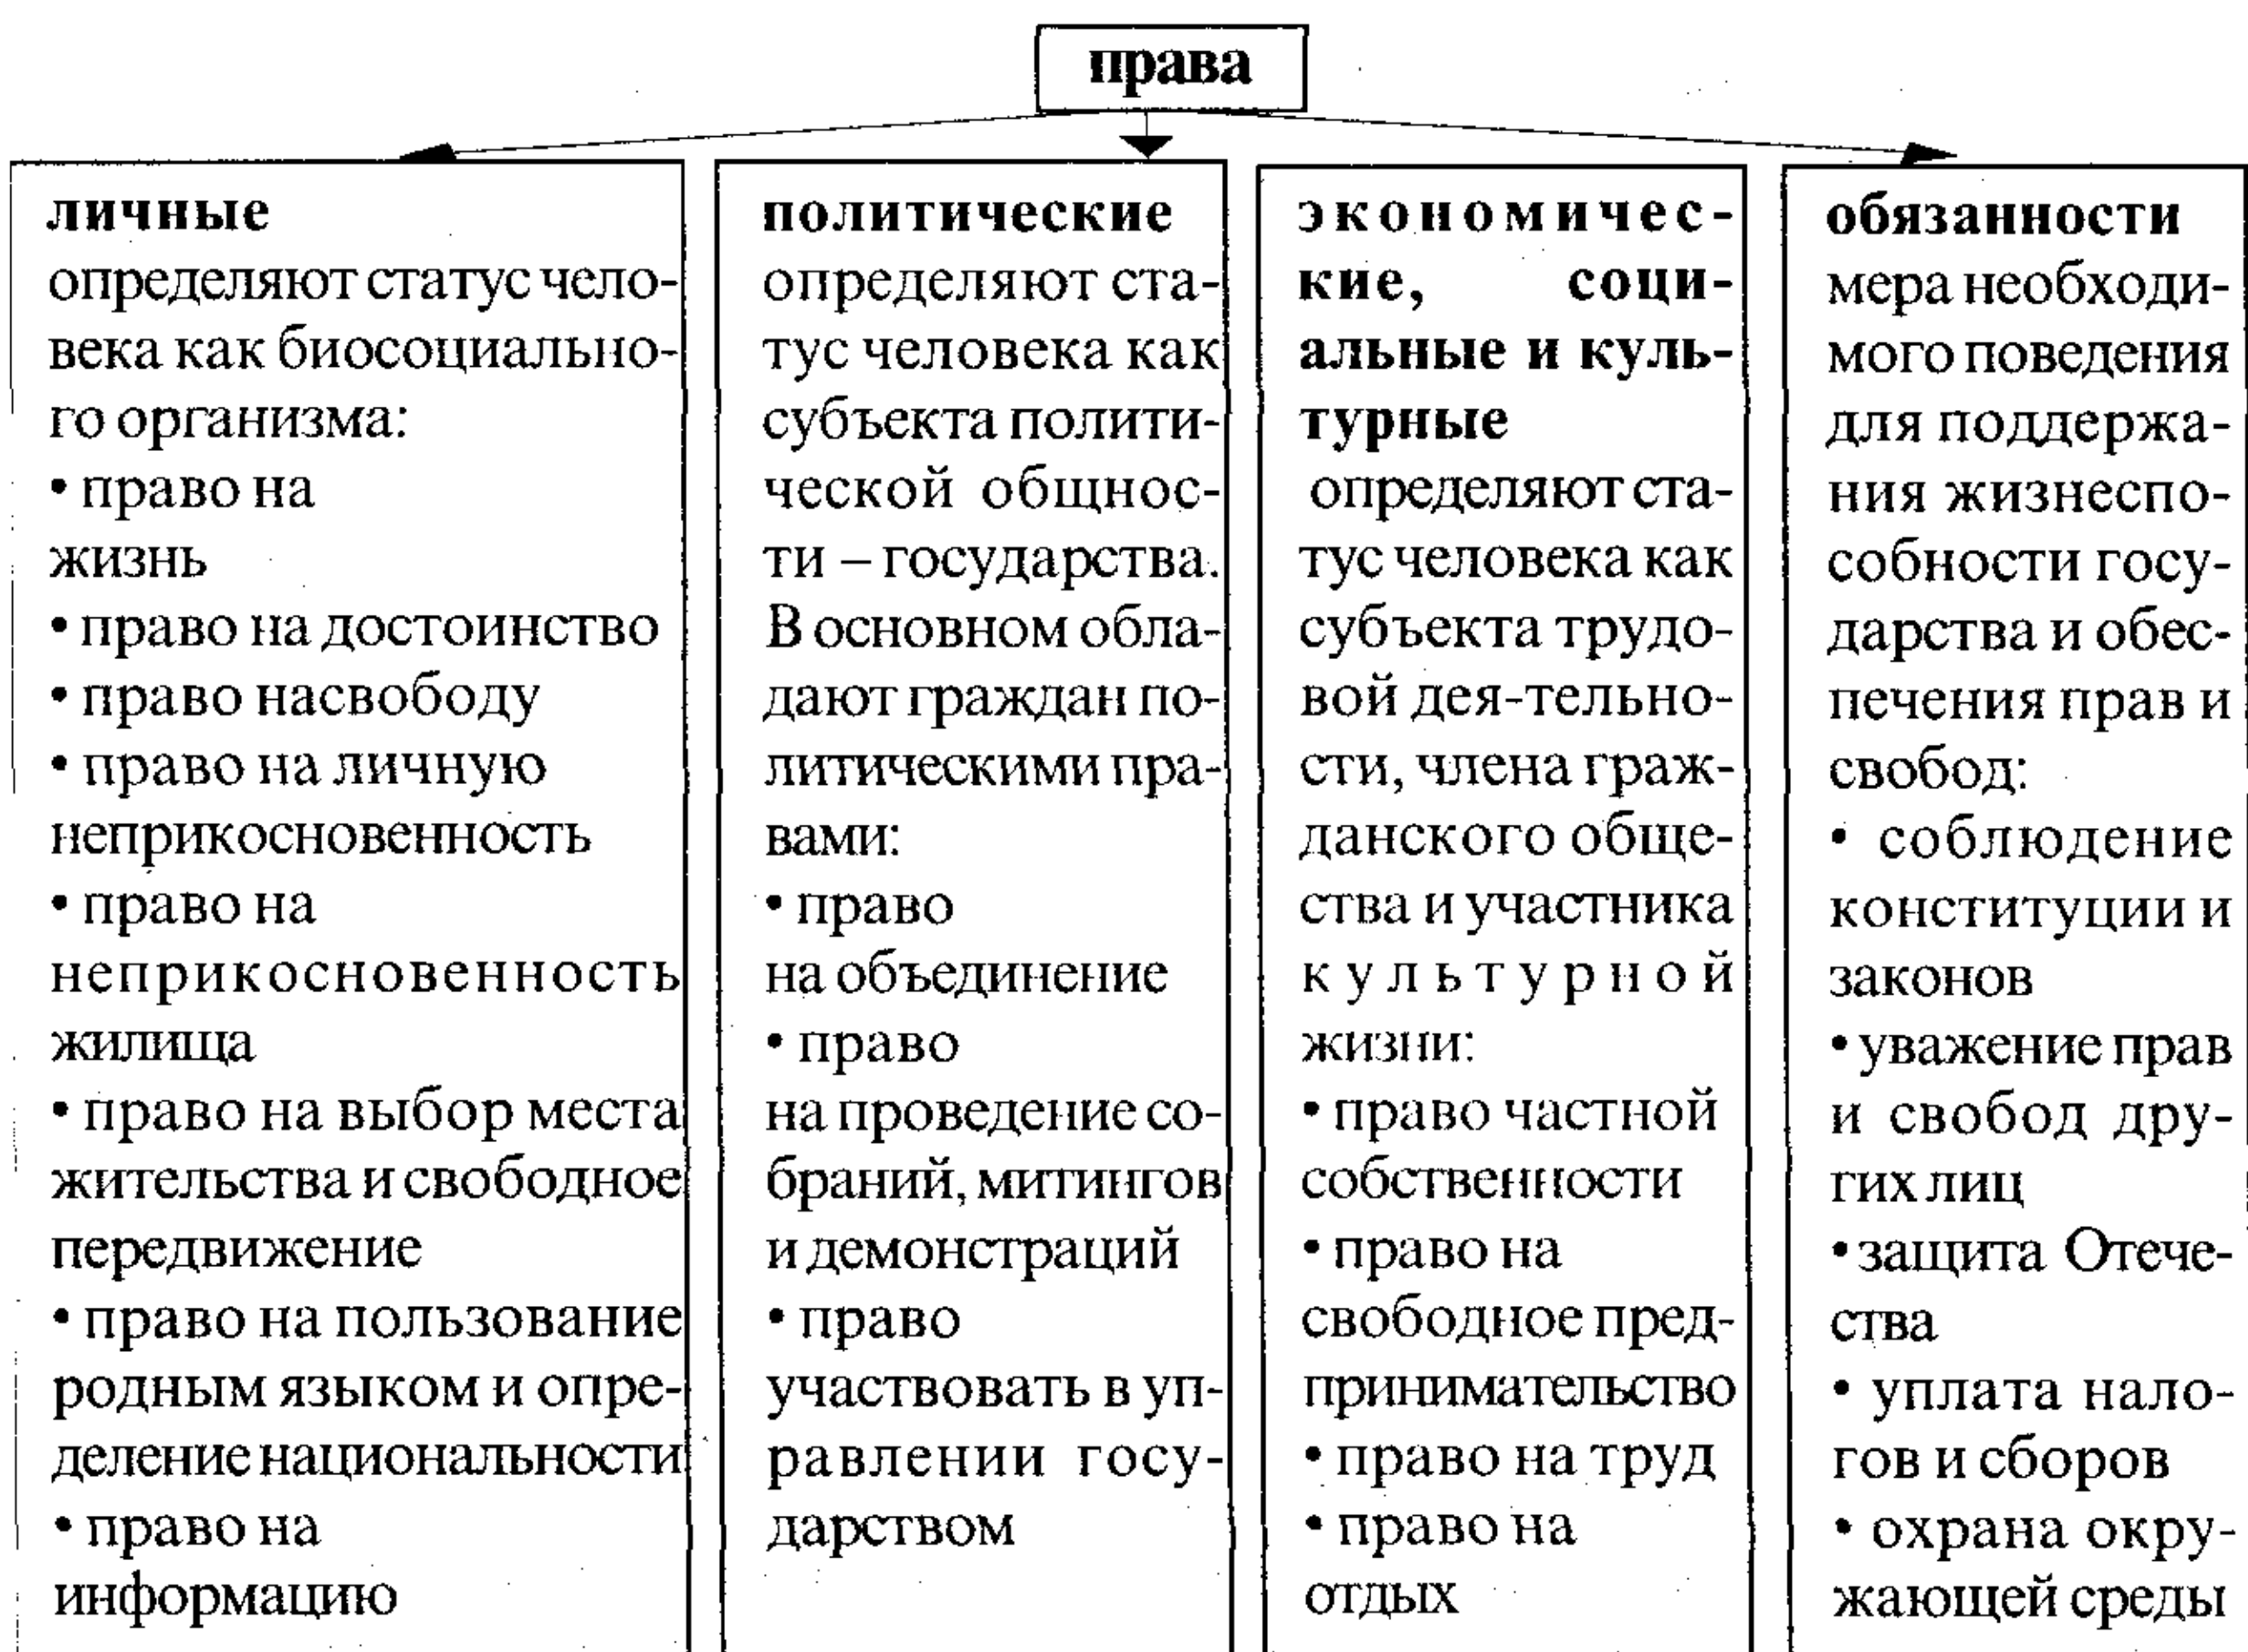 права
личные
определяют статус чело-
века как биосоциально-
го организма:
• право на
жизнь
• право на достоинство
• право насвободу
• право на личную
неприкосновенность
• право на
неприкосновенность
жилища
• право на выбор места
жительства и свободное
передвижение
• право на пользование
родным языком и опре-
деление национальности
• право на
информацию
политические
определяют ста-
тус человека как
субъекта полити-
ческой общнос-
ти – государства.
В основном обла-
дают граждан по-
литическими пра-
вами:
• право
на объединение
• право
на проведение со-
браний, митингов
и демонстраций
• право
участвовать в уп-
равлении госу-
дарством
экономичес-
кие, соци-
альные и куль-
турные
определяют ста-
тус человека как
субъекта трудо-
вой дея-тельно-
сти, члена граж-
данского обще-
ства и участника
культурной
жизни:
• право частной
собственности
• право на
свободное пред-
принимательство
• право на труд
• право на
отдых
обязанности
мера необходи-
мого поведения
для поддержа-
ния жизнеспо-
собности госу-
дарства и обес-
печения прав и
свобод:
• соблюдение
конституции и
законов
• уважение прав
и свобод дру-
гих лиц
• защита Отече-
ства
• уплата нало-
гов и сборов
• охрана окру-
жающей среды